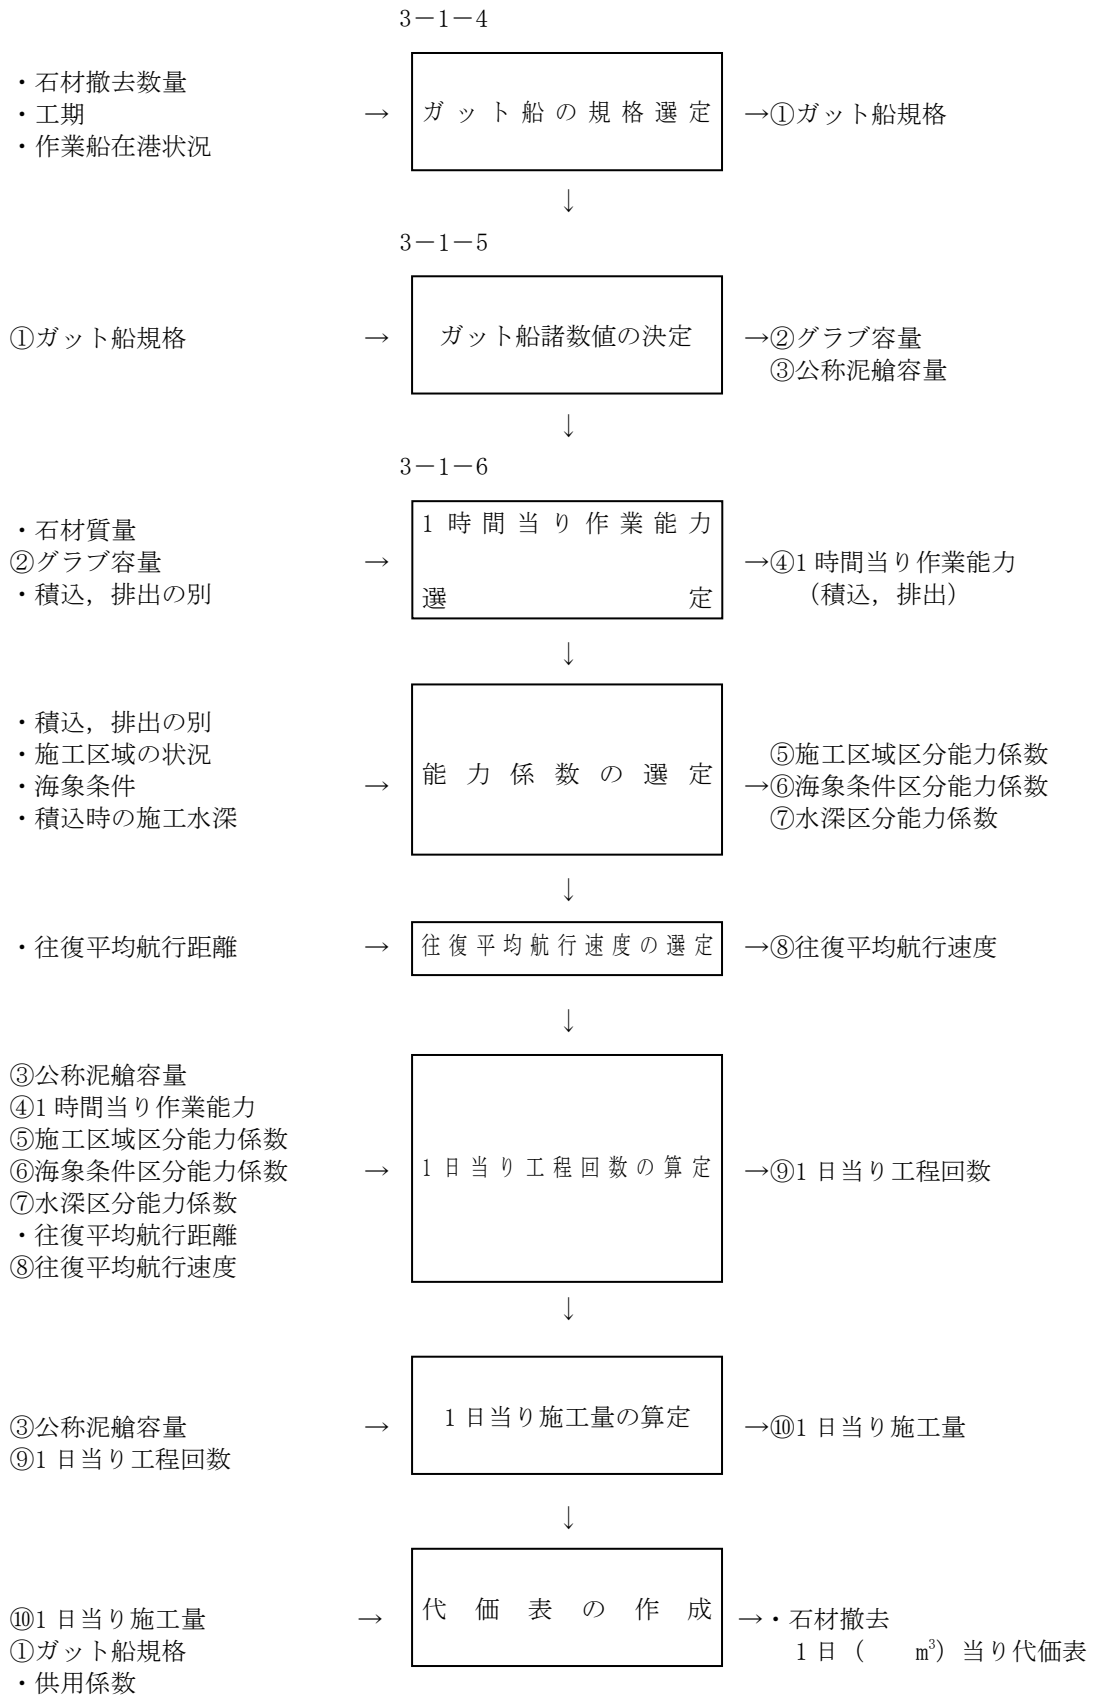 3－1－4
・石材撤去数量
・工期
・作業船在港状況
→
ガット船の規格選定
→①ガット船規格
↓
3－1－5
①ガット船規格
→
ガット船諸数値の決定
→②グラブ容量
③公称泥艙容量
↓
3－1－6
・石材質量
②グラブ容量
・積込，排出の別
→
1時間当り作業能力
選定
→④1時間当り作業能力
（積込，排出）
↓
・積込，排出の別
・施工区域の状況
・海象条件
・積込時の施工水深
→
能力係数の選定
⑤施工区域区分能力係数
→⑥海象条件区分能力係数
⑦水深区分能力係数
↓
・往復平均航行距離
→
往復平均航行速度の選定
→⑧往復平均航行速度
↓
③公称泥艙容量
④1時間当り作業能力
⑤施工区域区分能力係数
⑥海象条件区分能力係数
⑦水深区分能力係数
・往復平均航行距離
⑧往復平均航行速度
→
1日当り工程回数の算定
→⑨1日当り工程回数
↓
③公称泥艙容量
⑨1日当り工程回数
→
1日当り施工量の算定
→⑩1日当り施工量
↓
⑩1日当り施工量
①ガット船規格
・供用係数
→
代価表の作成
→・石材撤去
1日（　　m³）当り代価表